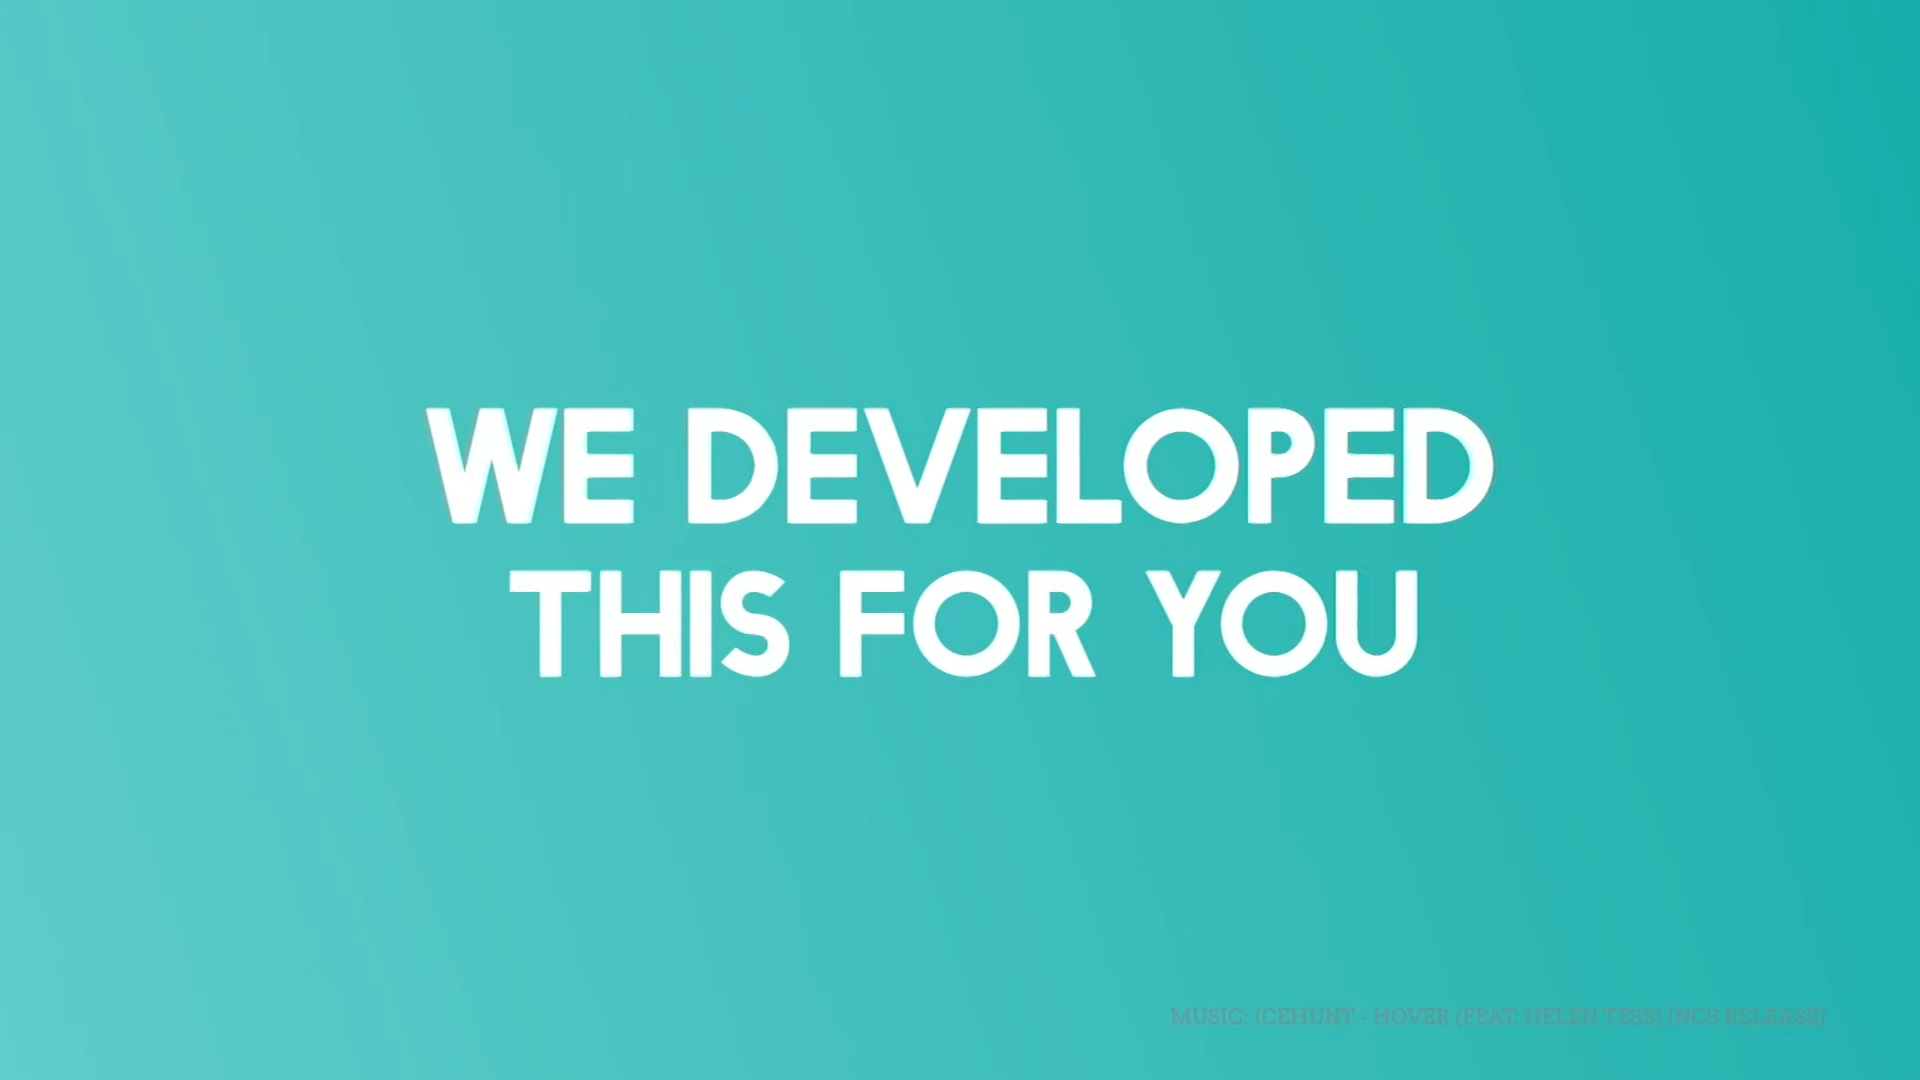 WE DEVELOPED
THIS FOR YOU
MUSIC: ICEHUNT - HOVER (FEAT. HELEN TESS) [NCS RELEASE]